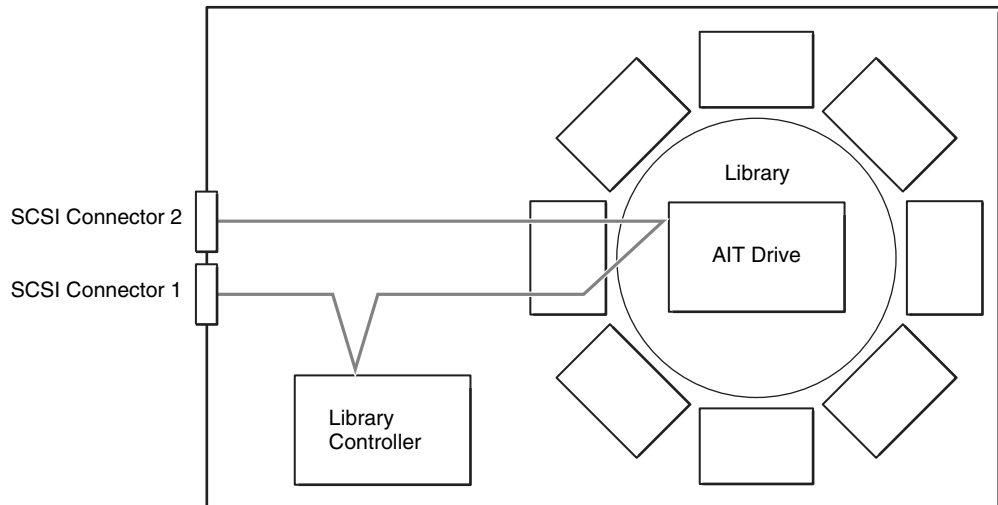 Library
SCSI Connector 2
AIT Drive
SCSI Connector 1
Library
Controller